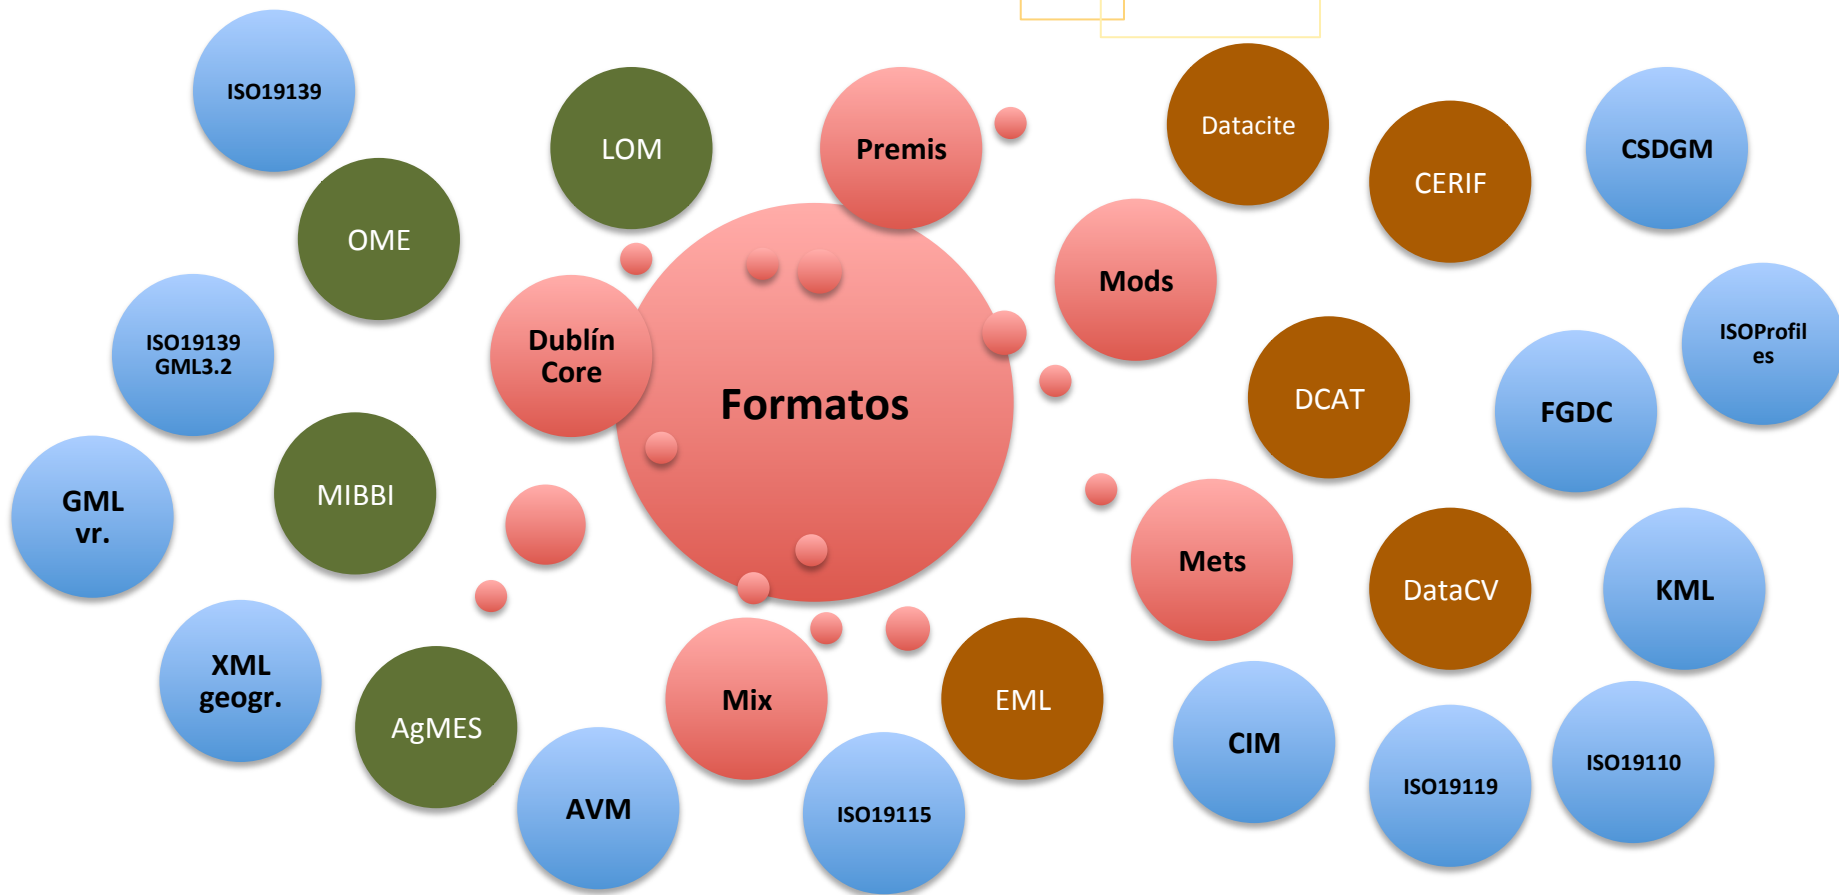 ISO19139
LOM
Premis
Datacite
CERIF
CSDGM
OME
Mods
ISO19139
GML3.2
Dublín
Core
Formatos
DCAT
FGDC
ISOProfil
es
GML
vr.
MIBBI
Mets
DataCV
KML
XML
geogr.
AgMES
Mix
EML
CIM
ISO19119
ISO19110
AVM
ISO19115